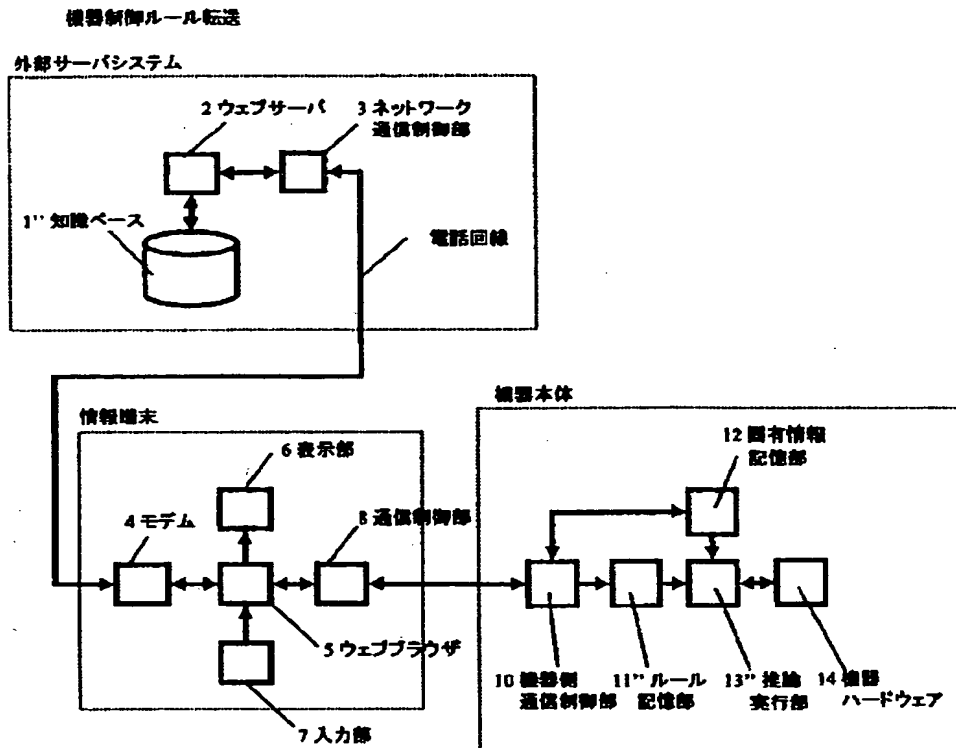 機器制御ルール転送
外部サーバシステム
2 ウェブサーバ
3 ネットワーク
通信制御部
1'' 知識ベース
電話回線
情報端末
6 表示部
4 モデム
8 通信制御部
5 ウェブブラウザ
7 入力部
機器本体
12 固有情報
記憶部
10 機器側
通信制御部
11'' ルール
記憶部
13'' 推論
実行部
14 機器
ハードウェア